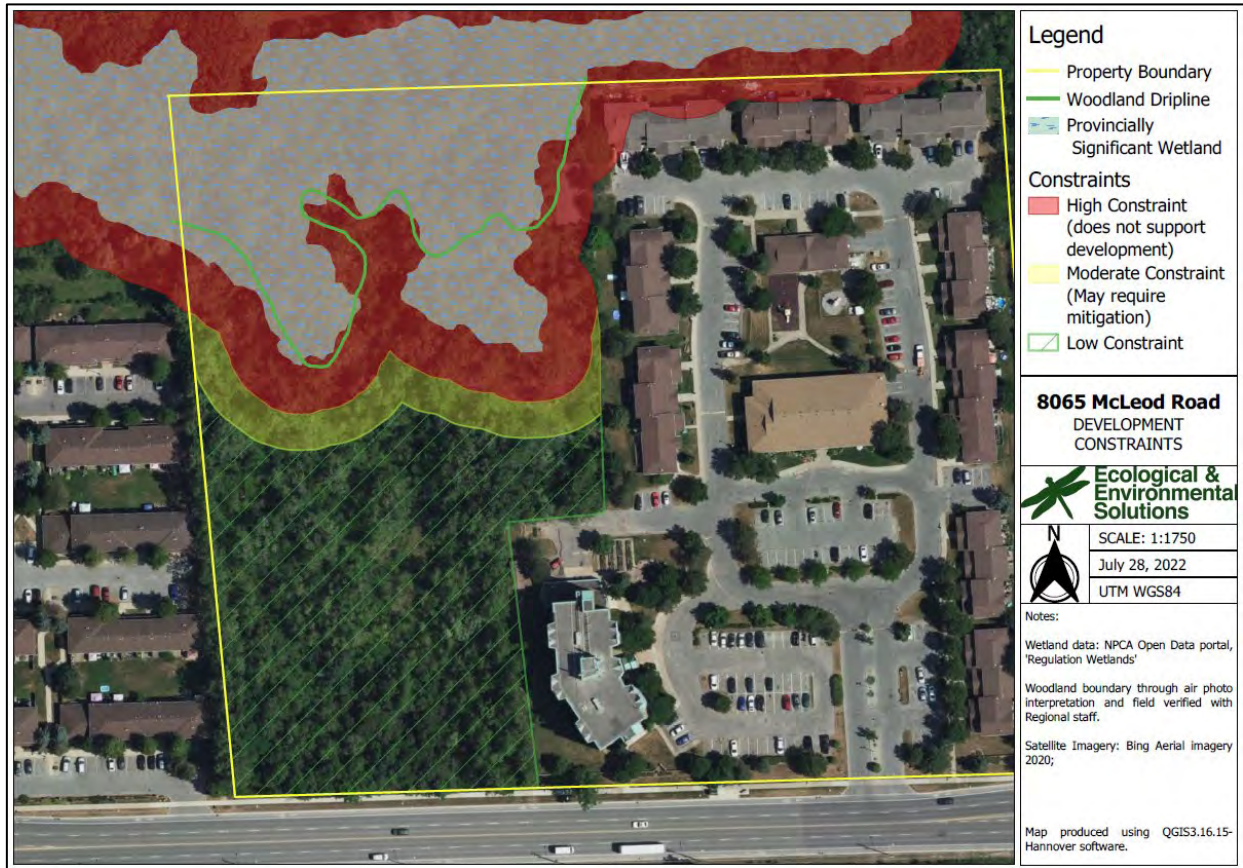 Legend
Property Boundary
Woodland Dripline
Provincially
Significant Wetland
Constraints
High Constraint
(does not support
development)
Moderate Constraint
(May require
mitigation)
Low Constraint
8065 McLeod Road
DEVELOPMENT
CONSTRAINTS
Ecological &
Environmental
Solutions
N
SCALE: 1:1750
July 28, 2022
UTM WGS84
Notes:
Wetland data: NPCA Open Data portal,
'Regulation Wetlands'
Woodland boundary through air photo
interpretation and field verified with
Regional staff.
Satellite Imagery: Bing Aerial imagery
2020;
Map produced using QGIS3.16.15-
Hannover software.